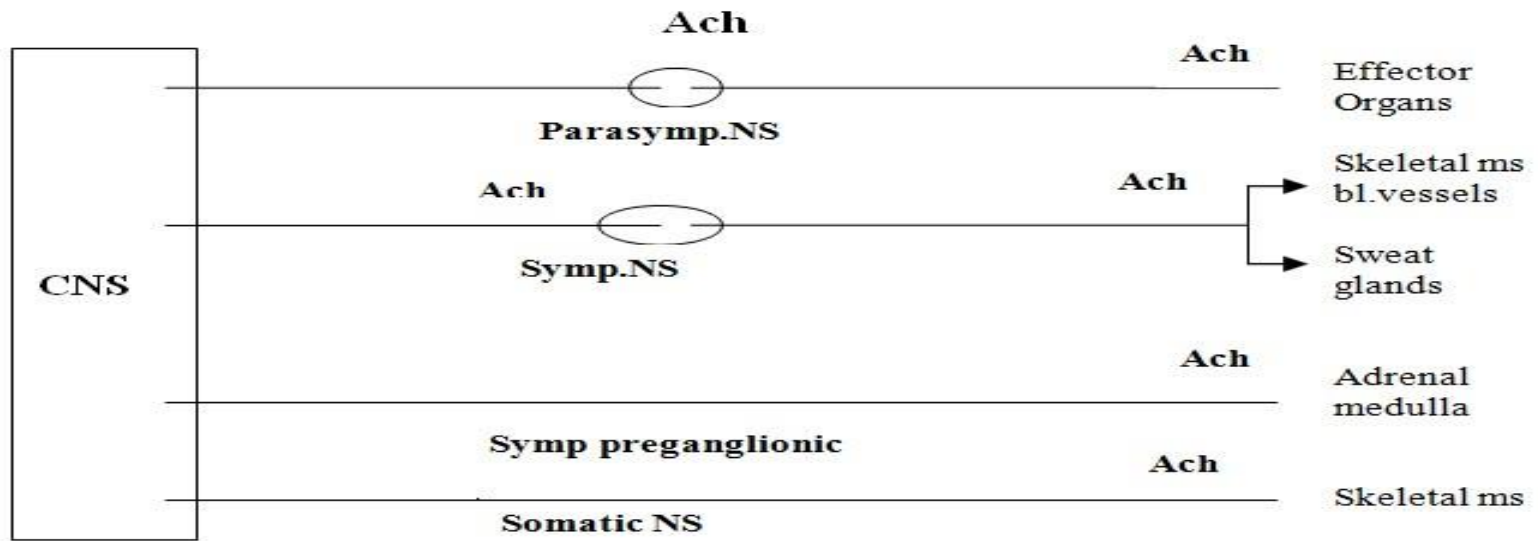 Ach
Ach
Effector
Organs
Parasymp.NS
Ach
Ach
Skeletal ms
bl.vessels
Symp.NS
Sweat
glands
CNS
Ach
Adrenal
medulla
Symp preganglionic
Ach
Skeletal ms
Somatic NS